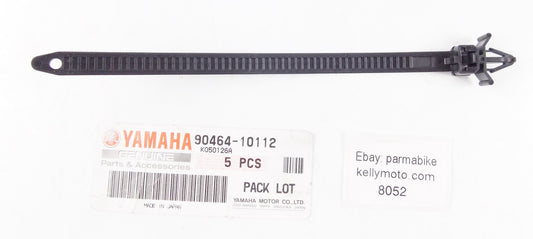 YAMAHA
90464-10112
K050126A
GENUINE
Parts & Accessories
5 PCS
PACK LOT
MADE IN JAPAN
YAMAHA MOTOR CO.,LTD.
Ebay. parmabike
kellymoto.com
8052